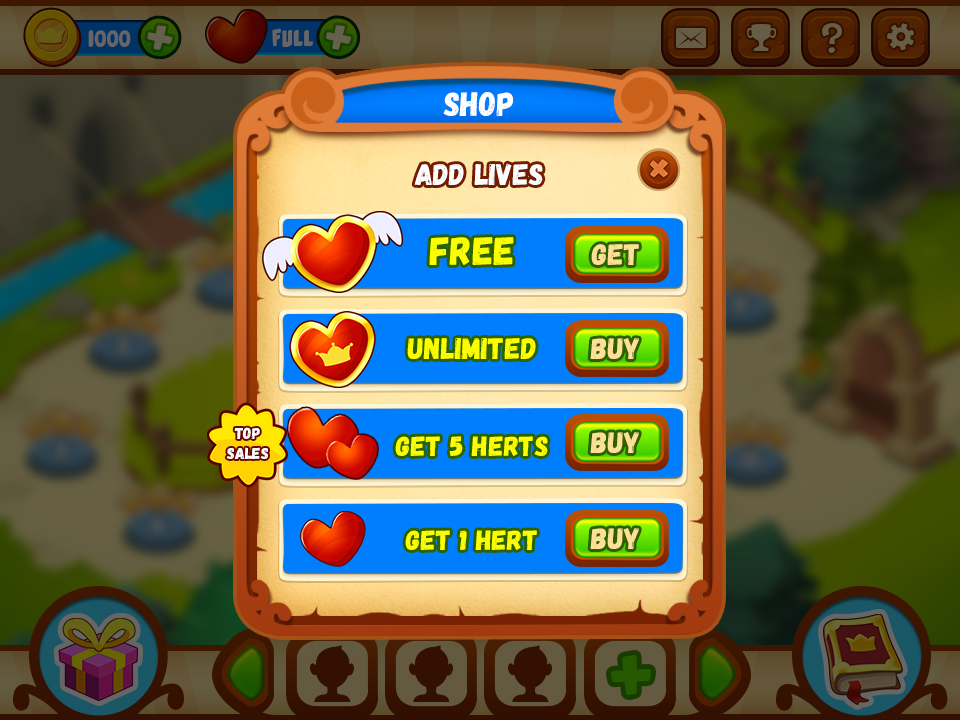 1000
FULL
?
SHOP
ADD LIVES
FREE
GET
UNLIMITED
BUY
TOP
SALES
GET 5 HERTS
BUY
GET 1 HERT
BUY